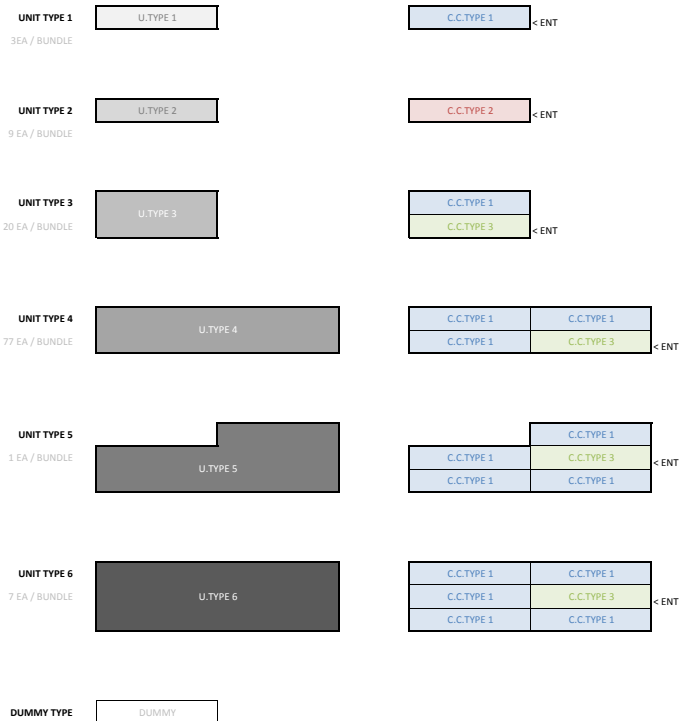 UNIT TYPE 1 U.TYPE 1 C.C.TYPE 1 < ENT
3EA / BUNDLE
UNIT TYPE 2 U.TYPE 2 C.C.TYPE 2 < ENT
9 EA / BUNDLE
UNIT TYPE 3 U.TYPE 3 C.C.TYPE 1
20 EA / BUNDLE C.C.TYPE 3 < ENT
UNIT TYPE 4 U.TYPE 4 C.C.TYPE 1 C.C.TYPE 1
77 EA / BUNDLE C.C.TYPE 1 C.C.TYPE 3 < ENT
UNIT TYPE 5 C.C.TYPE 1
1 EA / BUNDLE U.TYPE 5 C.C.TYPE 1 C.C.TYPE 3 < ENT
C.C.TYPE 1 C.C.TYPE 1
UNIT TYPE 6 C.C.TYPE 1 C.C.TYPE 1
7 EA / BUNDLE U.TYPE 6 C.C.TYPE 1 C.C.TYPE 3 < ENT
C.C.TYPE 1 C.C.TYPE 1
DUMMY TYPE DUMMY